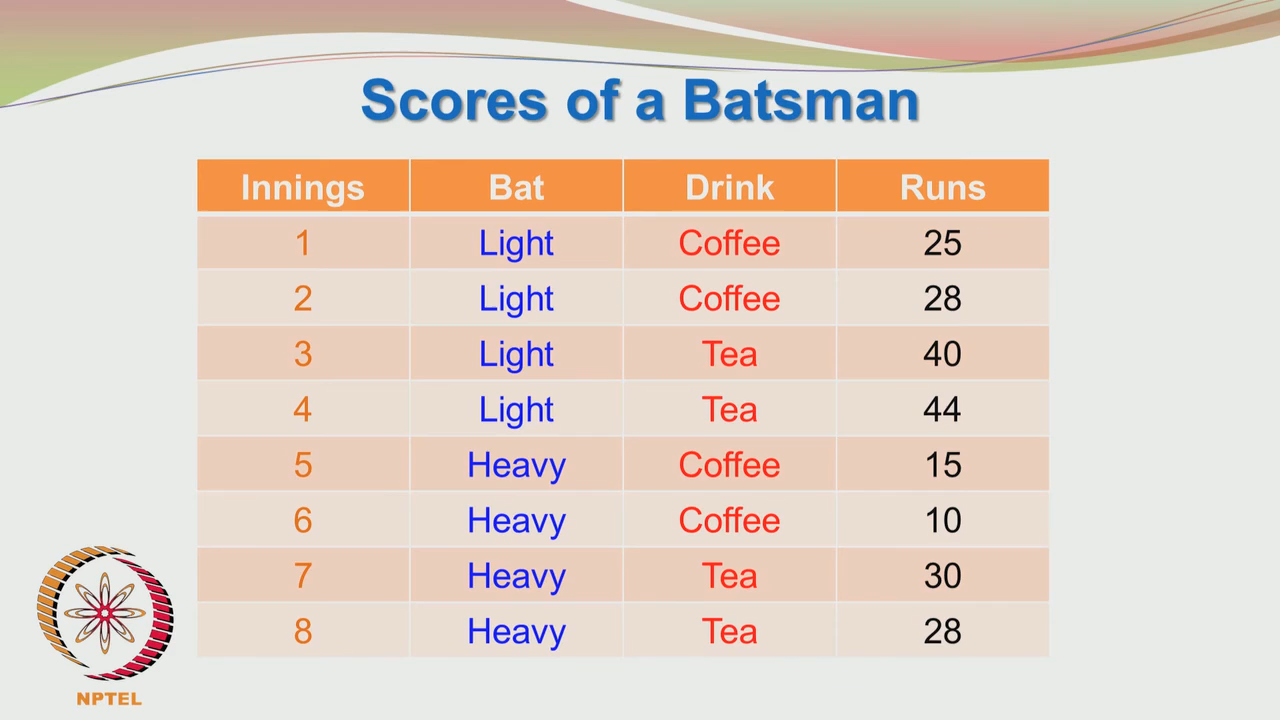 Scores of a Batsman
Innings Bat Drink Runs
1 Light Coffee 25
2 Light Coffee 28
3 Light Tea 40
4 Light Tea 44
5 Heavy Coffee 15
6 Heavy Coffee 10
7 Heavy Tea 30
8 Heavy Tea 28
NPTEL